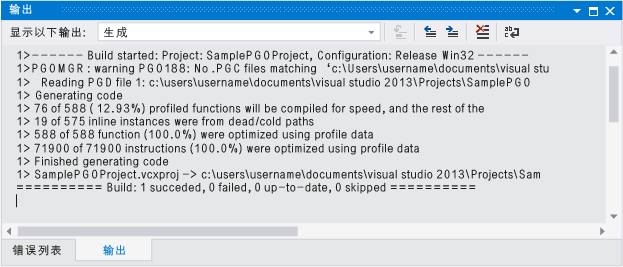 输出
显示以下输出: 生成
1>------ Build started: Project: SamplePGOProject, Configuration: Release Win32 ------
1>PGOMGR : warning PG0188: No .PGC files matching ‘c:\Users\username\documents\visual stu
1> Reading PGD file 1: c:\users\username\documents\visual studio 2013\Projects\SamplePGO
1> Generating code
1> 76 of 588 ( 12.93%) profiled functions will be compiled for speed, and the rest of the
1> 19 of 575 inline instances were from dead/cold paths
1> 588 of 588 function (100.0%) were optimized using profile data
1> 71900 of 71900 instructions (100.0%) were optimized using profile data
1> Finished generating code
1> SamplePGOProject.vcxproj -> c:\users\username\documents\visual studio 2013\Projects\Sam
========== Build: 1 succeded, 0 failed, 0 up-to-date, 0 skipped ==========
错误列表 输出